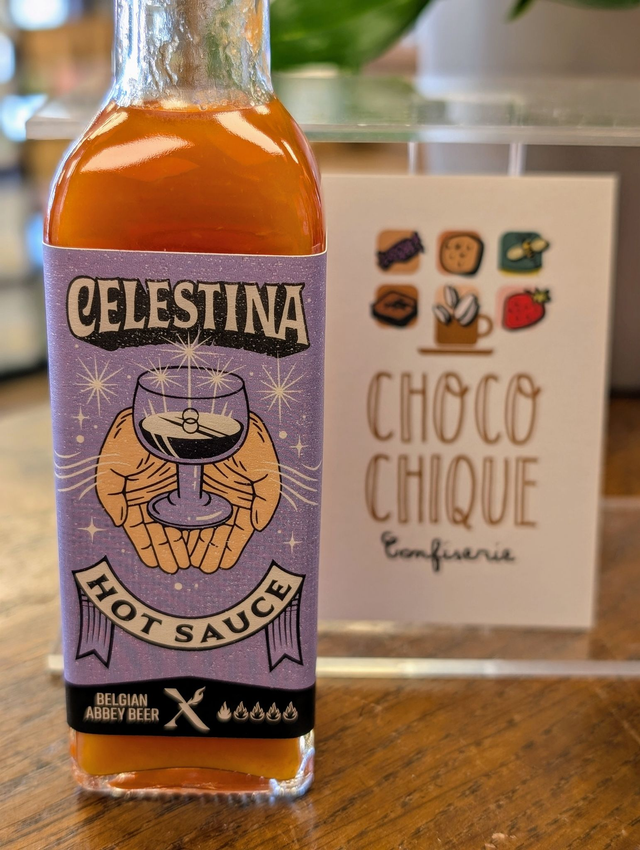 CELESTINA
HOT SAUCE
BELGIAN
ABBEY BEER
X
CHOCO
CHIQUE
Confiserie